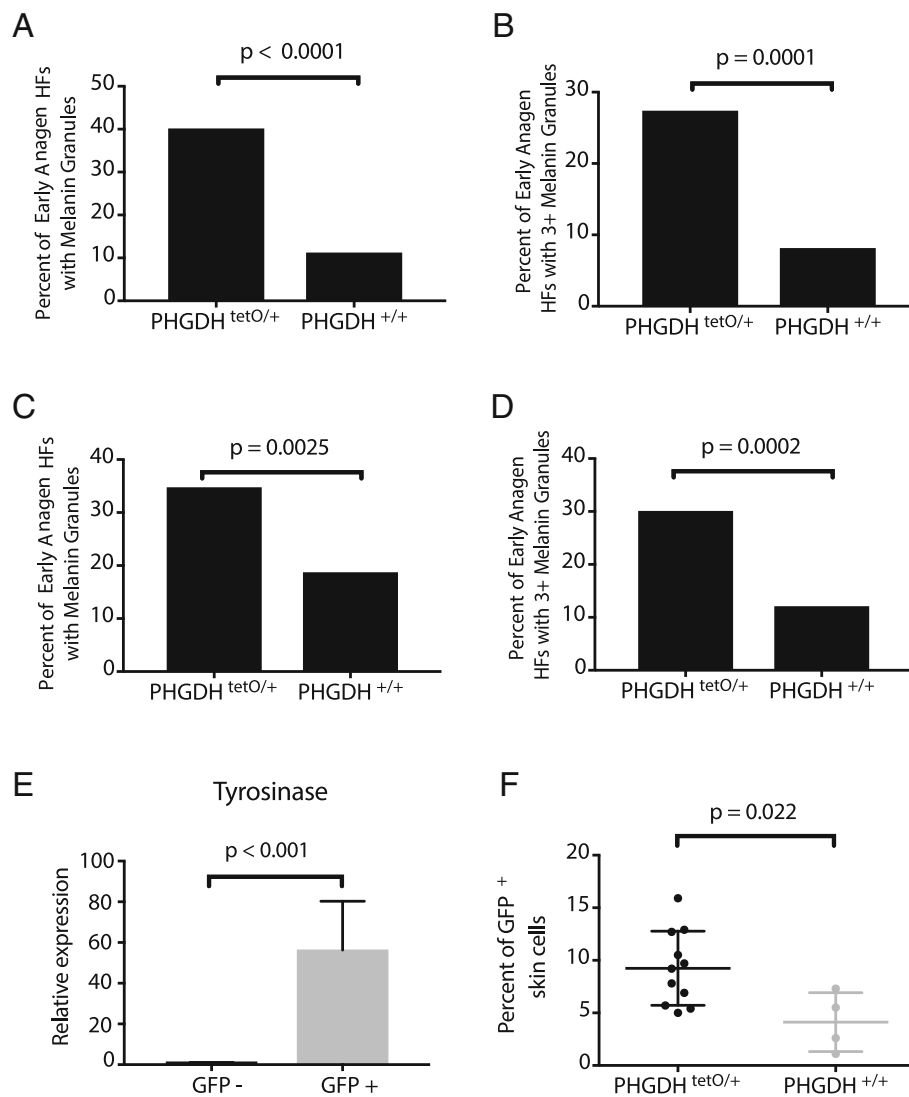 A
p < 0.0001
Percent of Early Anagen HFs
with Melanin Granules
50
40
30
20
10
0
PHGDH tetO/+
PHGDH +/+
B
p = 0.0001
Percent of Early Anagen
HFs with 3+ Melanin Granules
30
20
10
0
PHGDH tetO/+
PHGDH +/+
C
p = 0.0025
Percent of Early Anagen HFs
with Melanin Granules
40
30
20
10
0
PHGDH tetO/+
PHGDH +/+
D
p = 0.0002
Percent of Early Anagen
HFs with 3+ Melanin Granules
40
30
20
10
0
PHGDH tetO/+
PHGDH +/+
E
Tyrosinase
p < 0.001
Relative expression
100
80
60
40
20
0
GFP -
GFP +
F
p = 0.022
Percent of GFP +
skin cells
20
15
10
5
0
PHGDH tetO/+
PHGDH +/+